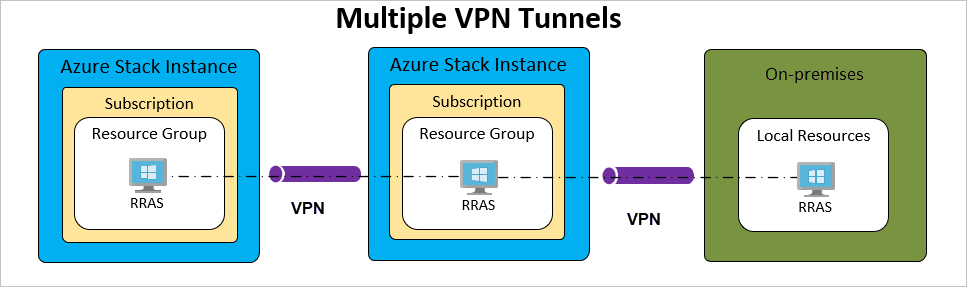 Multiple VPN Tunnels
Azure Stack Instance
Subscription
Resource Group
RRAS
VPN
Azure Stack Instance
Subscription
Resource Group
RRAS
VPN
On-premises
Local Resources
RRAS